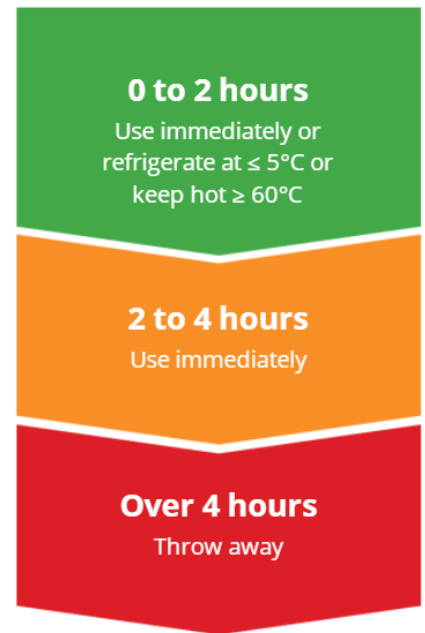 0 to 2 hours
Use immediately or
refrigerate at ≤ 5°C or
keep hot ≥ 60°C
2 to 4 hours
Use immediately
Over 4 hours
Throw away